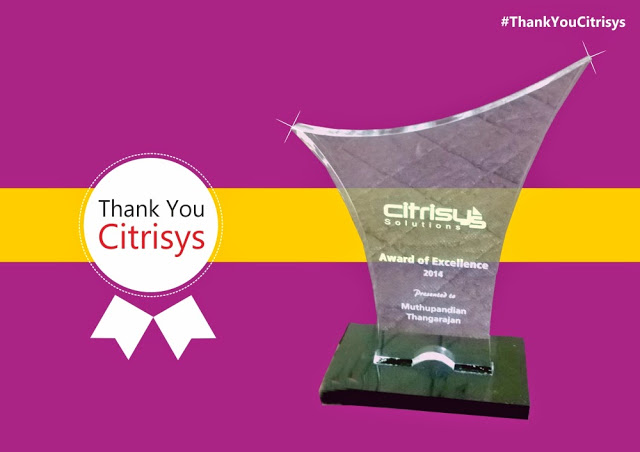 #ThankYouCitrisys
Thank You
Citrisys
citrisys
Solutions
Award of Excellence
2014
Presented to
Muthupandian
Thangarajan